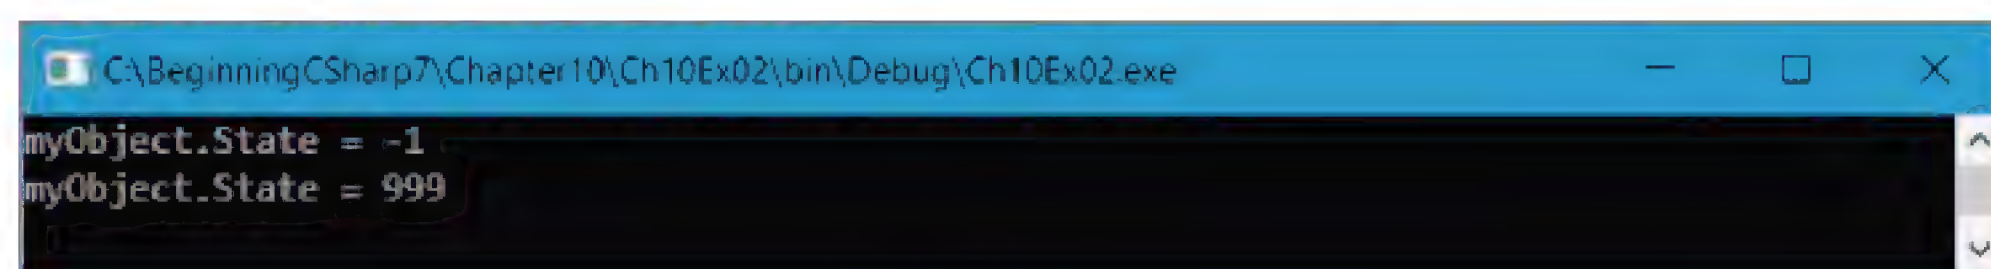 C:\BeginningCSharp7\Chapter10\Ch10Ex02\bin\Debug\Ch10Ex02.exe
myObject.State = -1
myObject.State = 999